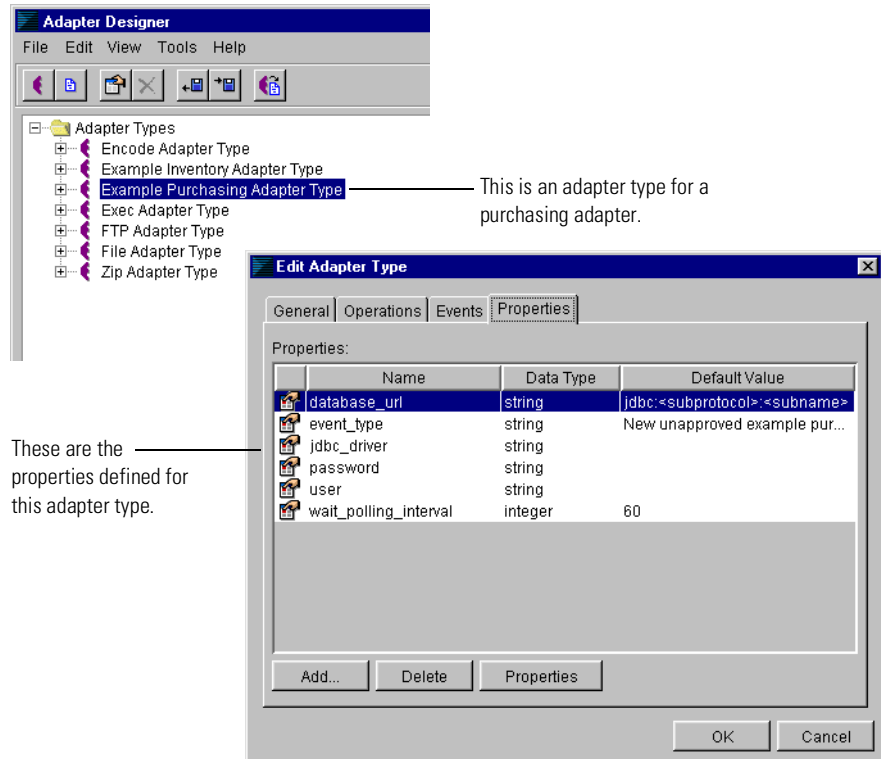 Adapter Designer
File Edit View Tools Help
Adapter Types
Encode Adapter Type
Example Inventory Adapter Type
Example Purchasing Adapter Type
Exec Adapter Type
FTP Adapter Type
File Adapter Type
Zip Adapter Type
This is an adapter type for a
purchasing adapter.
Edit Adapter Type
General Operations Events Properties
Properties:
Name Data Type Default Value
database_url string jdbc:<subprotocol>:<subname>
event_type string New unapproved example pur...
jdbc_driver string
password string
user string
wait_polling_interval integer 60
These are the
properties defined for
this adapter type.
Add... Delete Properties
OK Cancel